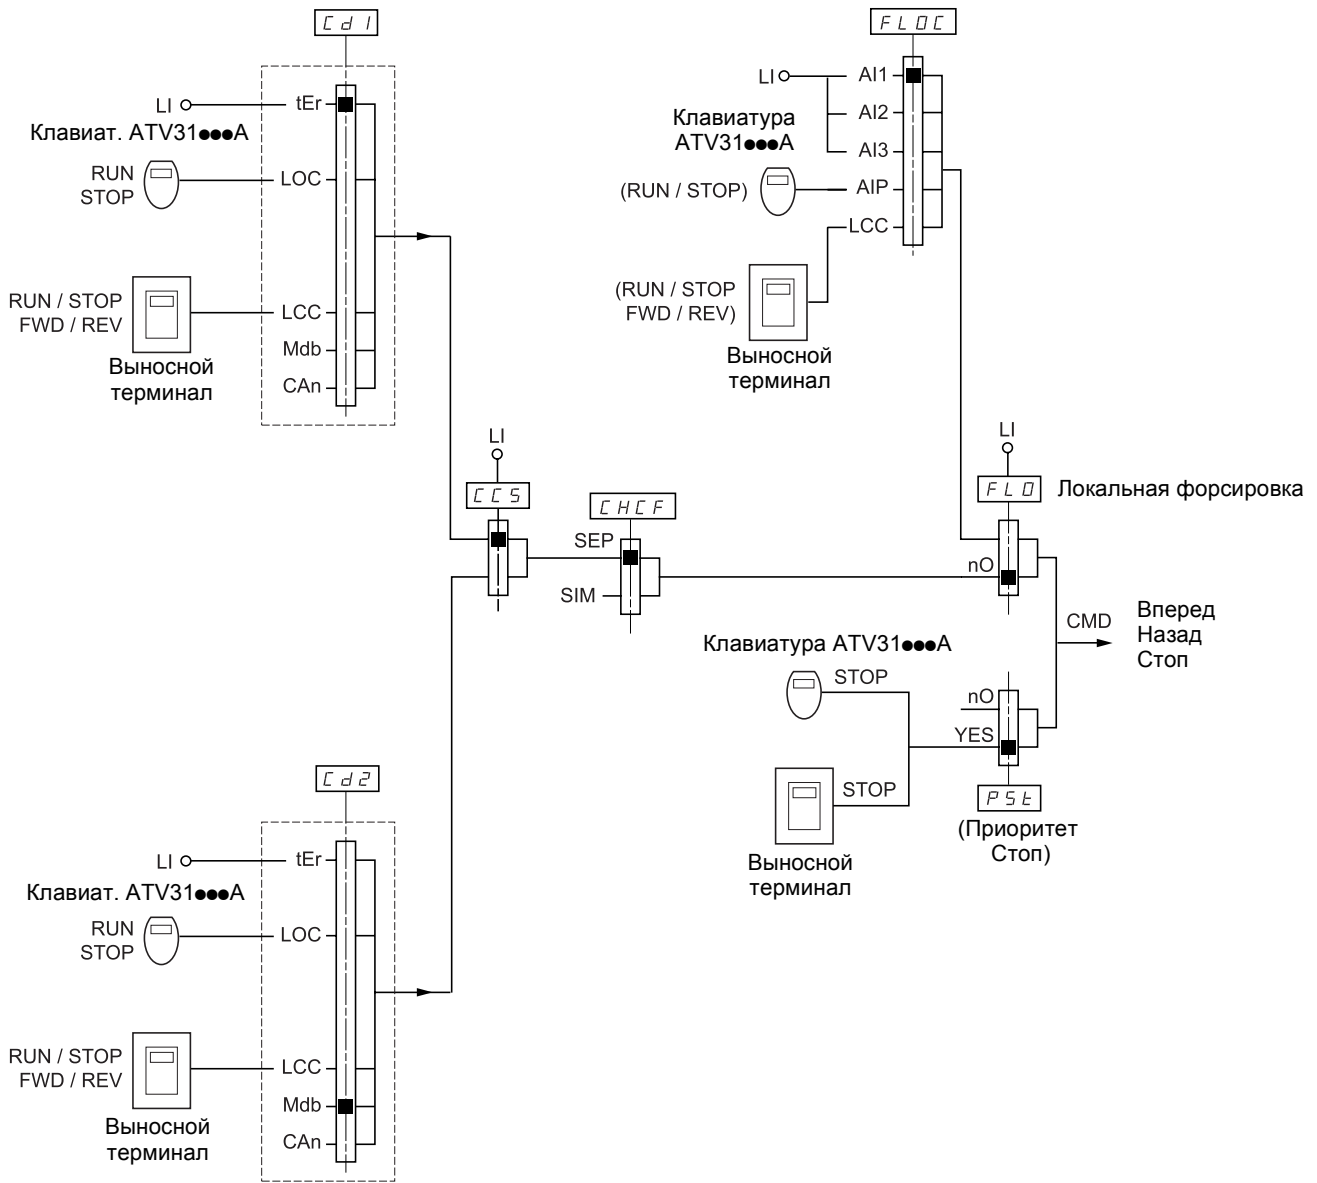 Cd1
LI
tEr
Клавиат. ATV31●●●A
RUN
STOP
LOC
RUN / STOP
FWD / REV
LCC
Выносной
терминал
Mdb
CAn
FLOC
LI
AI1
Клавиатура
ATV31●●●A
AI2
AI3
(RUN / STOP)
AIP
LCC
(RUN / STOP
FWD / REV)
Выносной
терминал
LI
CCS
CHCF
SEP
SIM
LI
FLO
Локальная форсировка
nO
CMD
Вперед
Назад
Стоп
Клавиатура ATV31●●●A
STOP
nO
YES
STOP
Выносной
терминал
PSt
(Приоритет
Стоп)
Cd2
LI
tEr
Клавиат. ATV31●●●A
RUN
STOP
LOC
RUN / STOP
FWD / REV
LCC
Mdb
Выносной
терминал
CAn